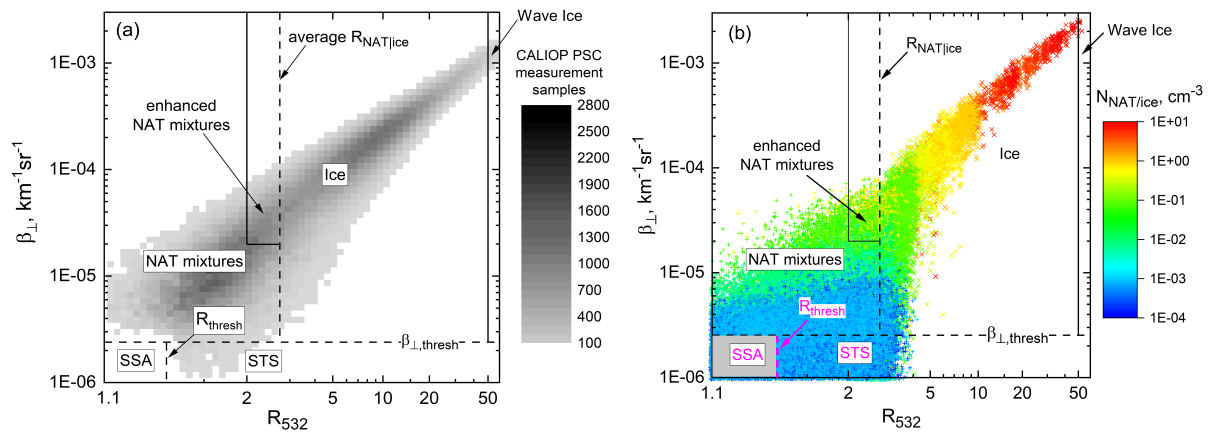 (a)
Wave Ice
average R_NAT|ice
1E-03
1E-04
1E-05
1E-06
β⊥, km⁻¹sr⁻¹
enhanced
NAT mixtures
Ice
NAT mixtures
R_thresh
β⊥,thresh
SSA
STS
1.1
2
5
10
20
50
R₅₃₂
CALIOP PSC
measurement
samples
2800
2500
2200
1900
1600
1300
1000
700
400
100
(b)
Wave Ice
R_NAT|ice
1E-03
1E-04
1E-05
1E-06
β⊥, km⁻¹sr⁻¹
enhanced
NAT mixtures
Ice
NAT mixtures
R_thresh
β⊥,thresh
SSA
STS
1.1
2
5
10
20
50
R₅₃₂
N_NAT/ice, cm⁻³
1E+01
1E+00
1E-01
1E-02
1E-03
1E-04